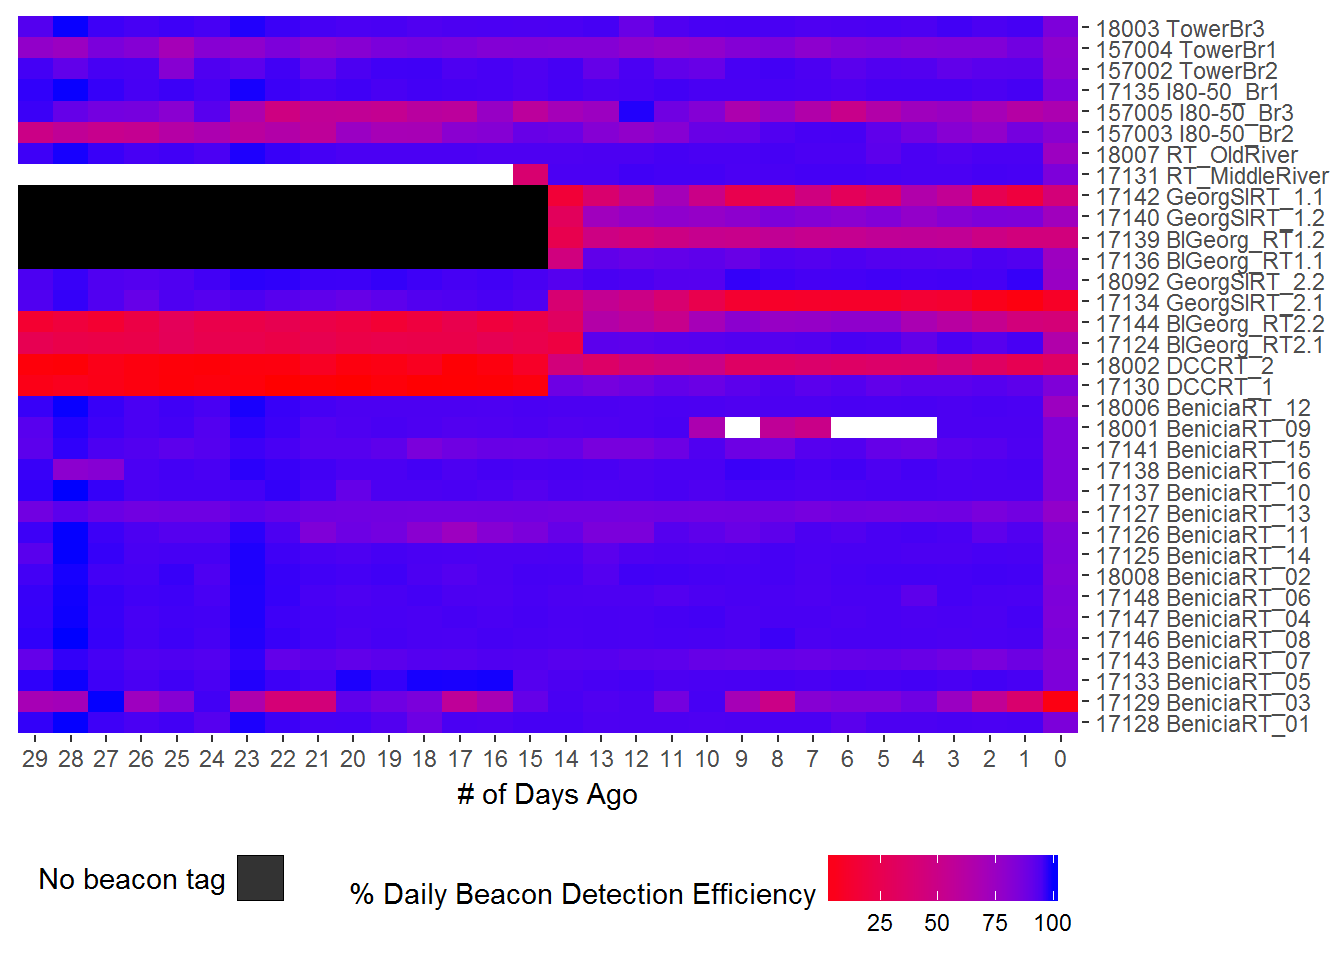 18003 TowerBr3
157004 TowerBr1
157002 TowerBr2
17135 I80-50_Br1
157005 I80-50_Br3
157003 I80-50_Br2
18007 RT_OldRiver
17131 RT_MiddleRiver
17142 GeorgSlRT_1.1
17140 GeorgSlRT_1.2
17139 BlGeorg_RT1.2
17136 BlGeorg_RT1.1
18092 GeorgSlRT_2.2
17134 GeorgSlRT_2.1
17144 BlGeorg_RT2.2
17124 BlGeorg_RT2.1
18002 DCCRT_2
17130 DCCRT_1
18006 BeniciaRT_12
18001 BeniciaRT_09
17141 BeniciaRT_15
17138 BeniciaRT_16
17137 BeniciaRT_10
17127 BeniciaRT_13
17126 BeniciaRT_11
17125 BeniciaRT_14
18008 BeniciaRT_02
17148 BeniciaRT_06
17147 BeniciaRT_04
17146 BeniciaRT_08
17143 BeniciaRT_07
17133 BeniciaRT_05
17129 BeniciaRT_03
17128 BeniciaRT_01
29 28 27 26 25 24 23 22 21 20 19 18 17 16 15 14 13 12 11 10 9 8 7 6 5 4 3 2 1 0
# of Days Ago
No beacon tag
% Daily Beacon Detection Efficiency
25 50 75 100